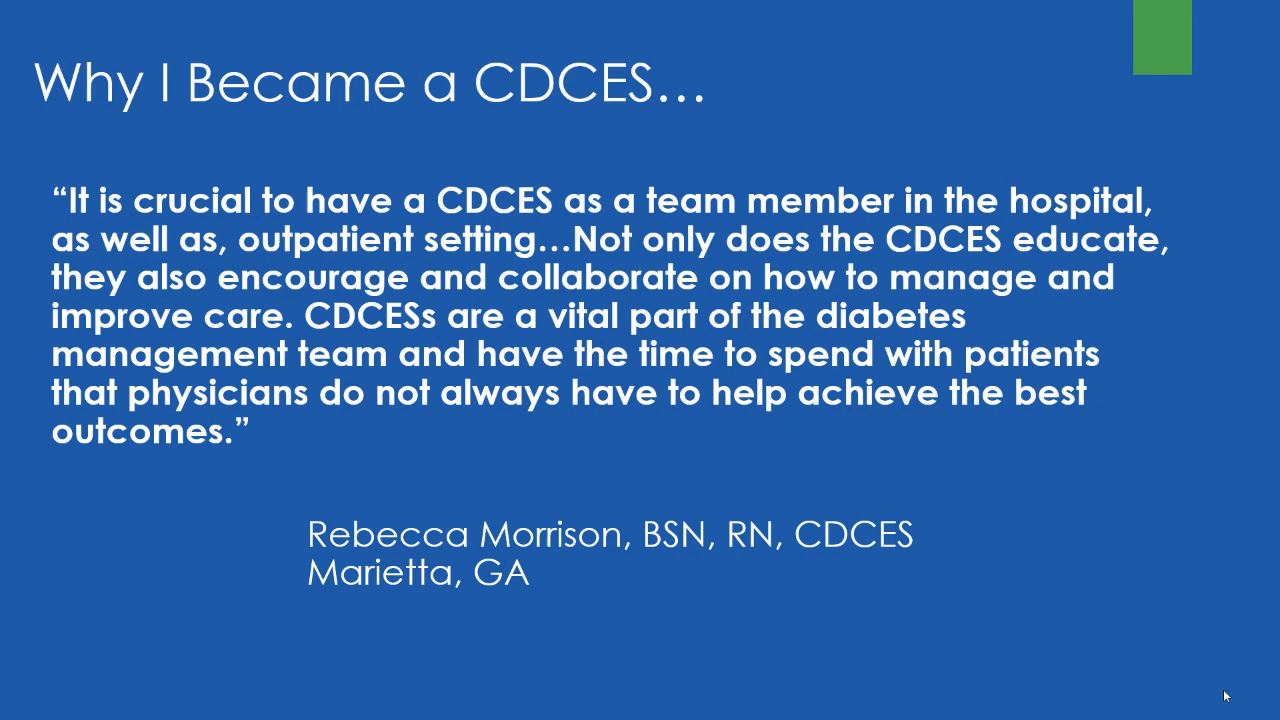 Why I Became a CDCES…
“It is crucial to have a CDCES as a team member in the hospital,
as well as, outpatient setting…Not only does the CDCES educate,
they also encourage and collaborate on how to manage and
improve care. CDCESs are a vital part of the diabetes
management team and have the time to spend with patients
that physicians do not always have to help achieve the best
outcomes.”
Rebecca Morrison, BSN, RN, CDCES
Marietta, GA